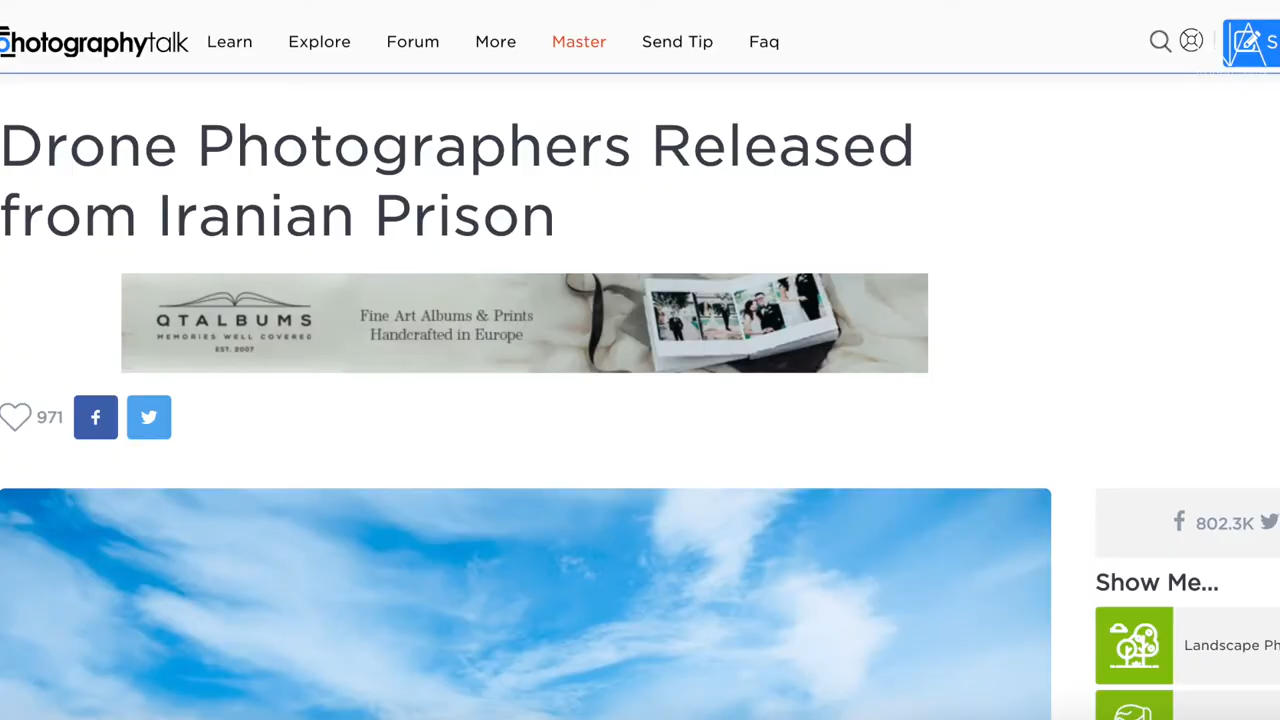 photographytalk Learn Explore Forum More Master Send Tip Faq S
Drone Photographers Released
from Iranian Prison
QTALBUMS
MEMORIES WELL COVERED
EST. 2007
Fine Art Albums & Prints
Handcrafted in Europe
971
802.3K
Show Me...
Landscape Ph